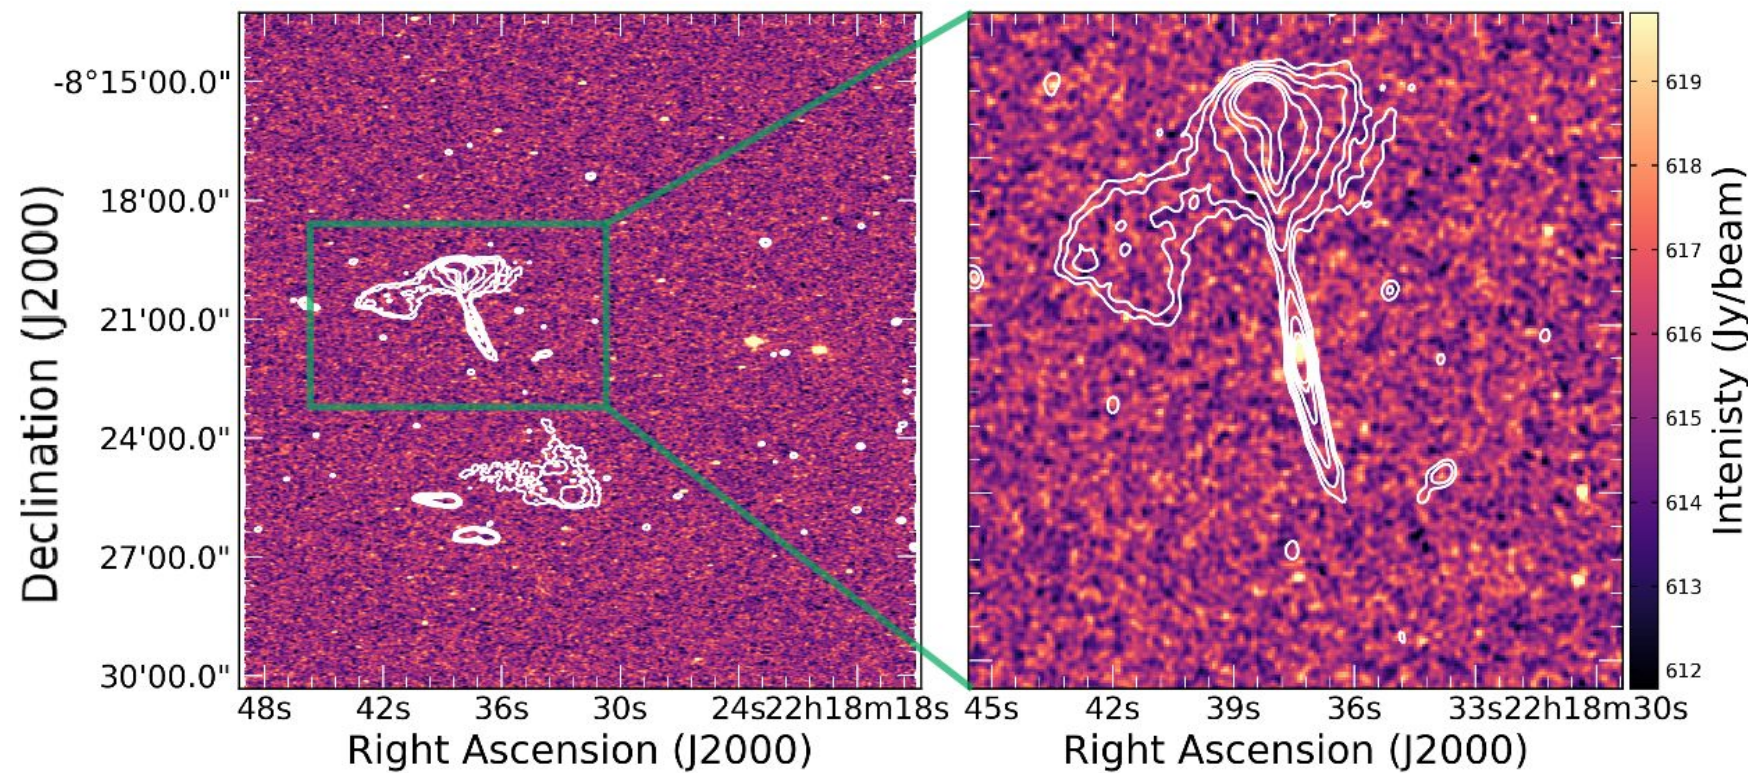 Declination (J2000)
-8°15'00.0"
18'00.0"
21'00.0"
24'00.0"
27'00.0"
30'00.0"
48s 42s 36s 30s 24s22h18m18s
Right Ascension (J2000)
45s 42s 39s 36s 33s22h18m30s
Right Ascension (J2000)
619
618
617
616
615
614
613
612
Intenisty (Jy/beam)